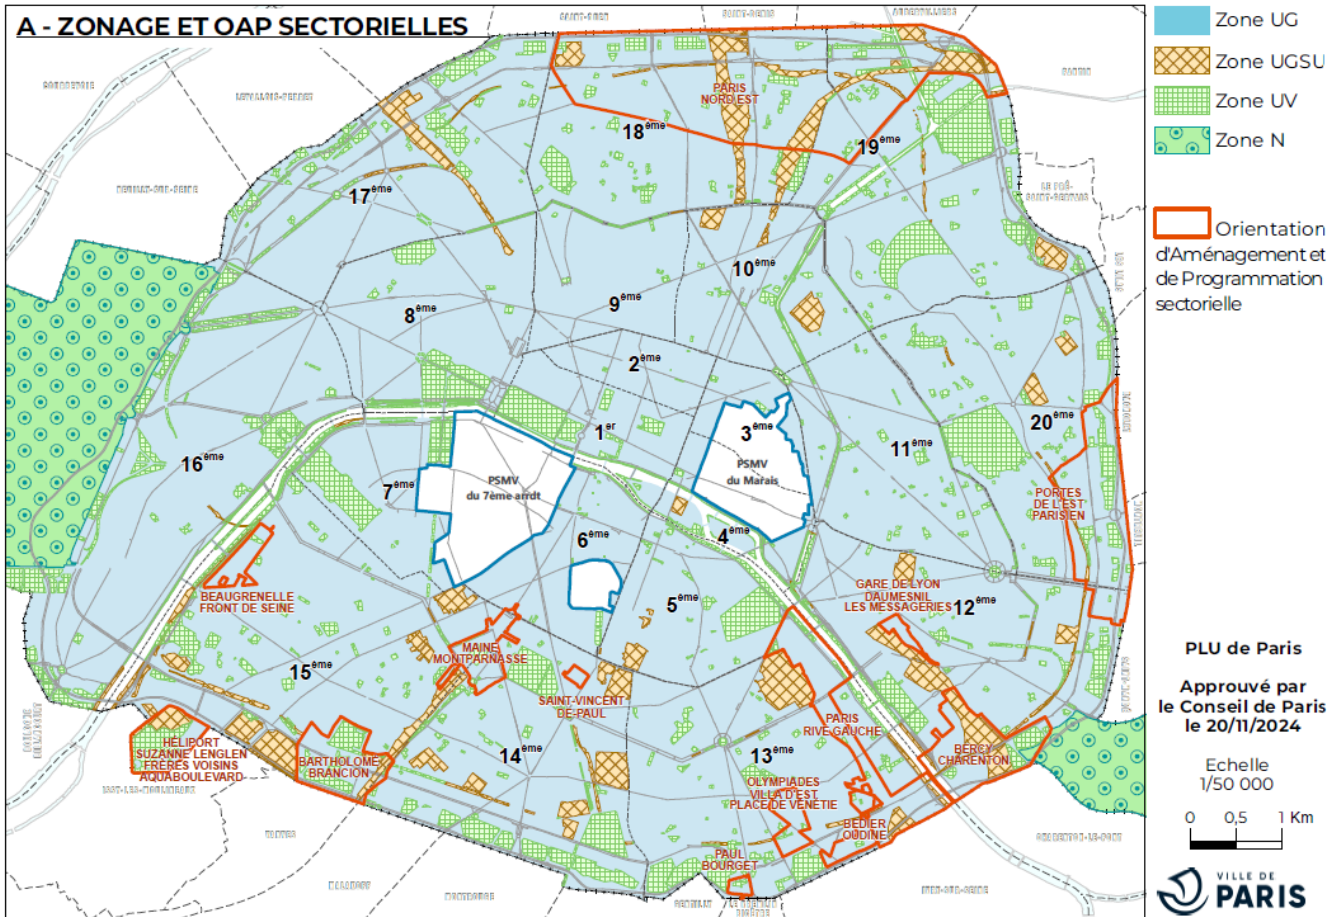 A - ZONAGE ET OAP SECTORIELLES
Zone UG
Zone UGSU
Zone UV
Zone N
Orientation
d'Aménagement et
de Programmation
sectorielle
PARIS
NORD EST
18ème
19ème
17ème
LE PRÉ-
SAINT-GERVAIS
10ème
9ème
8ème
2ème
1er
3ème
PSMV
du Marais
20ème
11ème
16ème
7ème
PSMV
du 7ème arrdt
PORTES
DE L'EST
PARISIEN
6ème
4ème
BEAUGRENELLE
FRONT DE SEINE
5ème
GARE DE LYON
DAUMESNIL
LES MESSAGERIES
12ème
MAINE
MONTPARNASSE
15ème
SAINT-VINCENT
DE-PAUL
PARIS
RIVE GAUCHE
HÉLIPORT
SUZANNE LENGLEN
FRÈRES VOISINS
AQUABOULEVARD
BARTHOLOMÉ
BRANCION
14ème
13ème
BERCY
CHARENTON
OLYMPIADES
VILLA D'EST
PLACE DE VENÉTIE
BÉDIER
OUDINÉ
PAUL
BOURGET
PLU de Paris
Approuvé par
le Conseil de Paris
le 20/11/2024
Echelle
1/50 000
0 0,5 1 Km
VILLE DE
PARIS